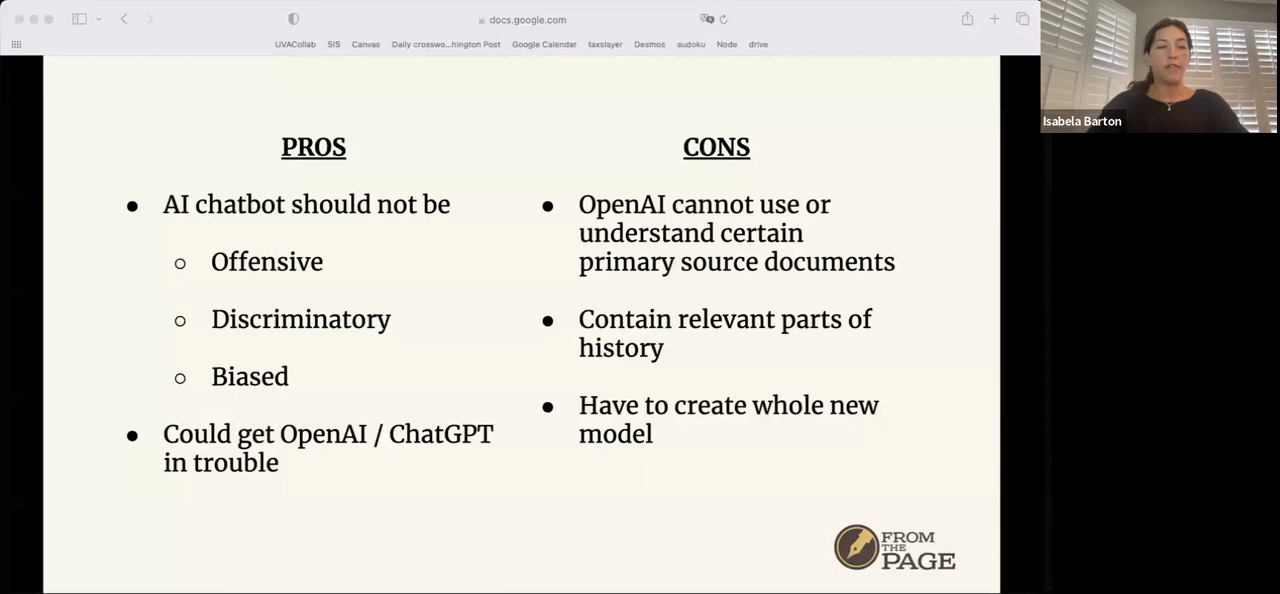 docs.google.com
UVACollab SIS Canvas Daily crosswo...hington Post Google Calendar taxslayer Desmos sudoku Node drive
Isabela Barton
PROS
● AI chatbot should not be
○ Offensive
○ Discriminatory
○ Biased
● Could get OpenAI / ChatGPT
in trouble
CONS
● OpenAI cannot use or
understand certain
primary source documents
● Contain relevant parts of
history
● Have to create whole new
model
FROM
THE
PAGE